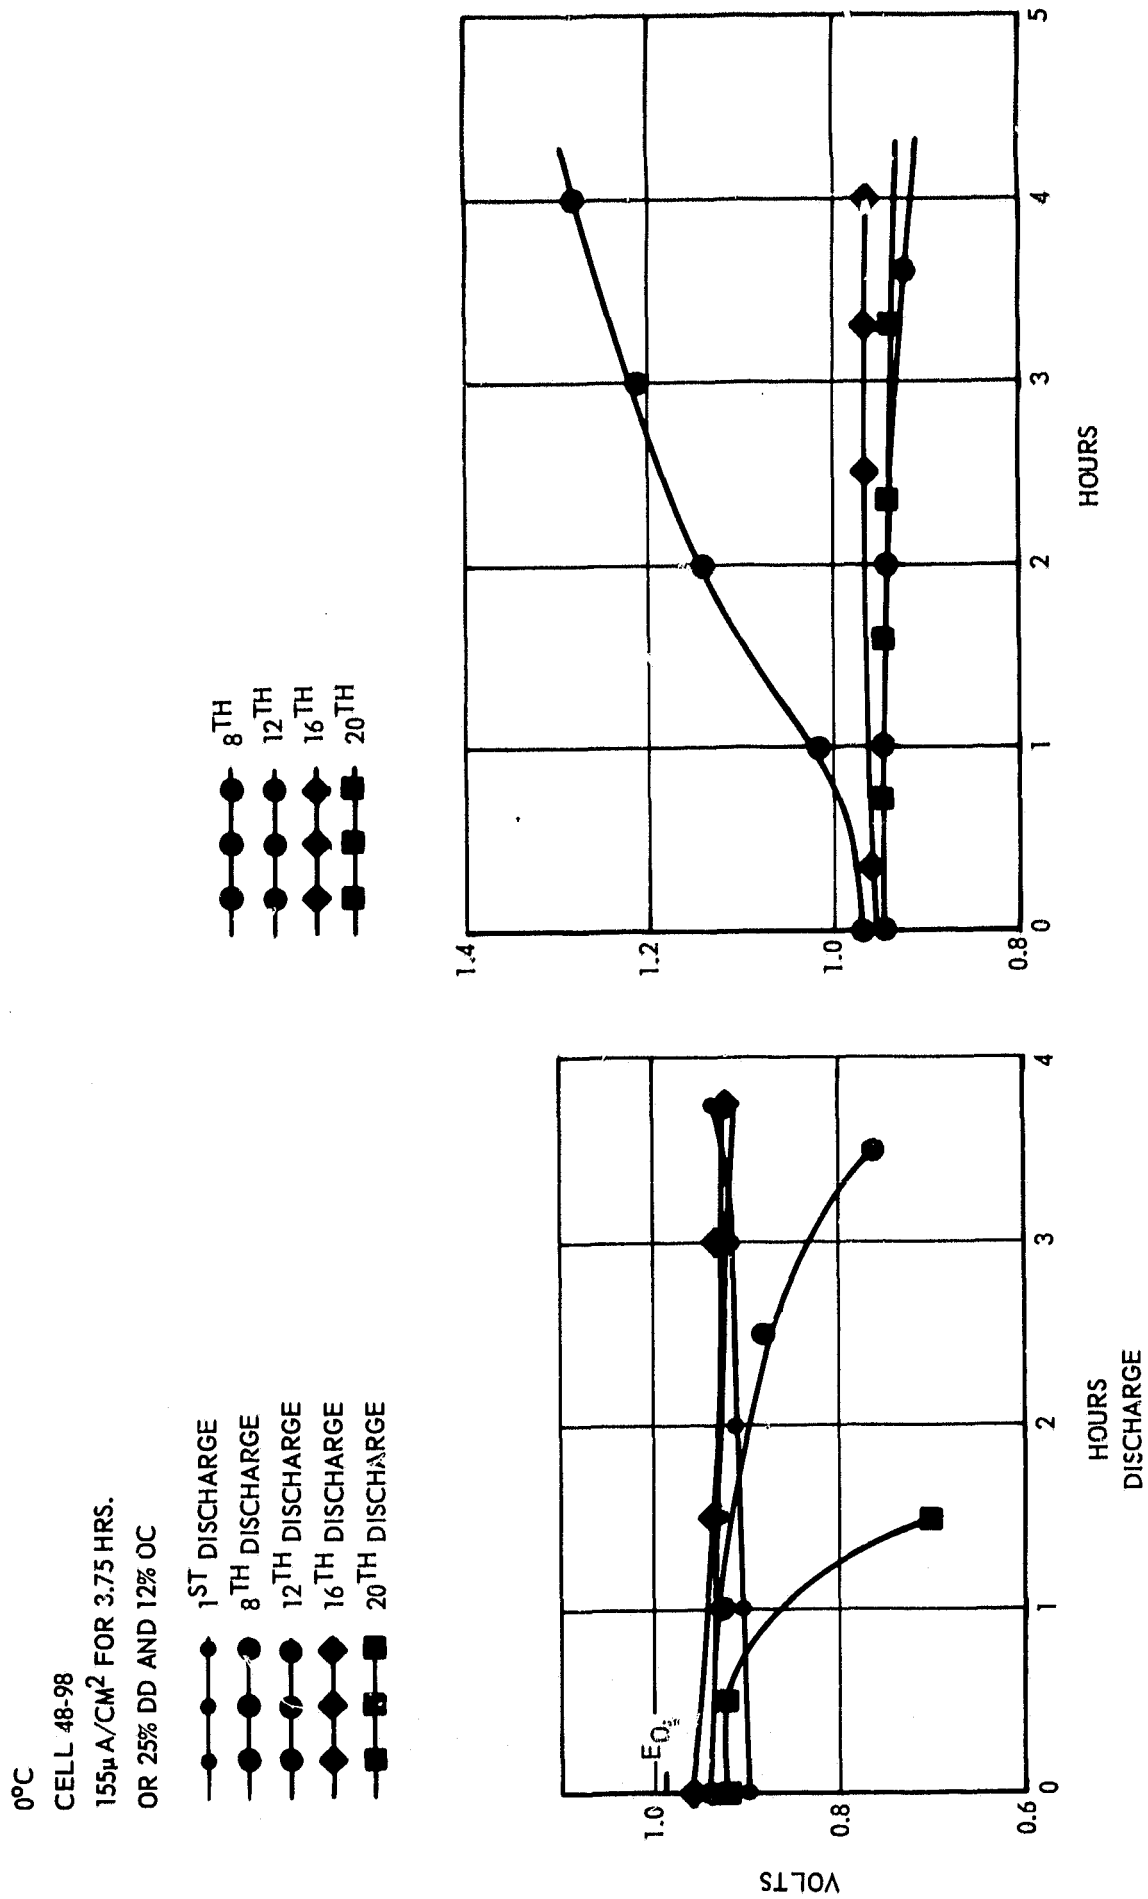 0°C
CELL 48-98
155µA/CM² FOR 3.75 HRS.
OR 25% DD AND 12% OC
1ST DISCHARGE
8TH DISCHARGE
12TH DISCHARGE
16TH DISCHARGE
20TH DISCHARGE
8TH
12TH
16TH
20TH
VOLTS
1.0
0.8
0.6
E0
0
1
2
3
4
HOURS
DISCHARGE
1.4
1.2
1.0
0.8
0
1
2
3
4
5
HOURS